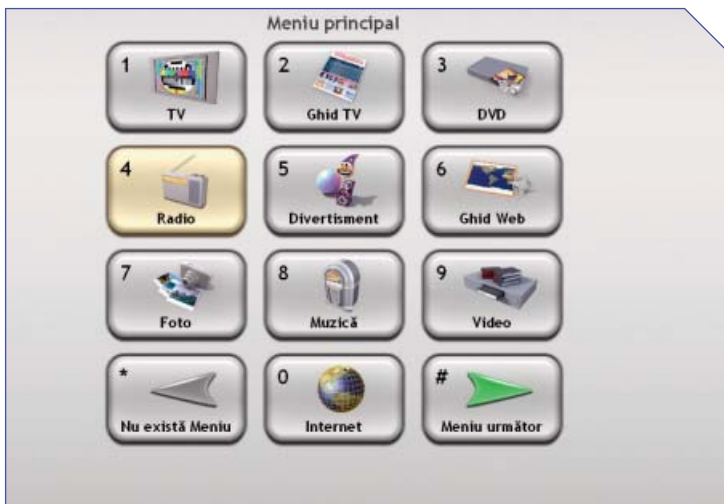 Meniu principal
1
TV
2
Ghid TV
3
DVD
4
Radio
5
Divertisment
6
Ghid Web
7
Foto
8
Muzică
9
Video
*
Nu există Meniu
0
Internet
#
Meniu următor